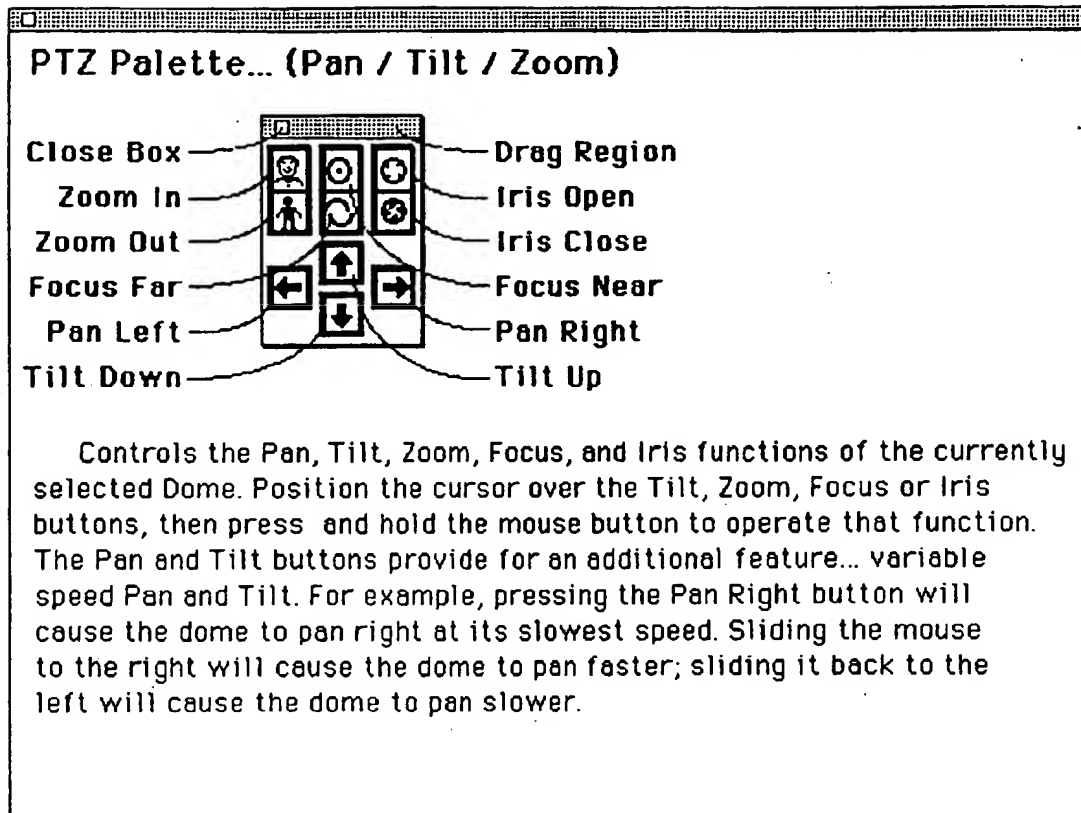 PTZ Palette... (Pan / Tilt / Zoom)
Close Box
Drag Region
Zoom In
Iris Open
Zoom Out
Iris Close
Focus Far
Focus Near
Pan Left
Pan Right
Tilt Down
Tilt Up
Controls the Pan, Tilt, Zoom, Focus, and Iris functions of the currently
selected Dome. Position the cursor over the Tilt, Zoom, Focus or Iris
buttons, then press and hold the mouse button to operate that function.
The Pan and Tilt buttons provide for an additional feature... variable
speed Pan and Tilt. For example, pressing the Pan Right button will
cause the dome to pan right at its slowest speed. Sliding the mouse
to the right will cause the dome to pan faster; sliding it back to the
left will cause the dome to pan slower.